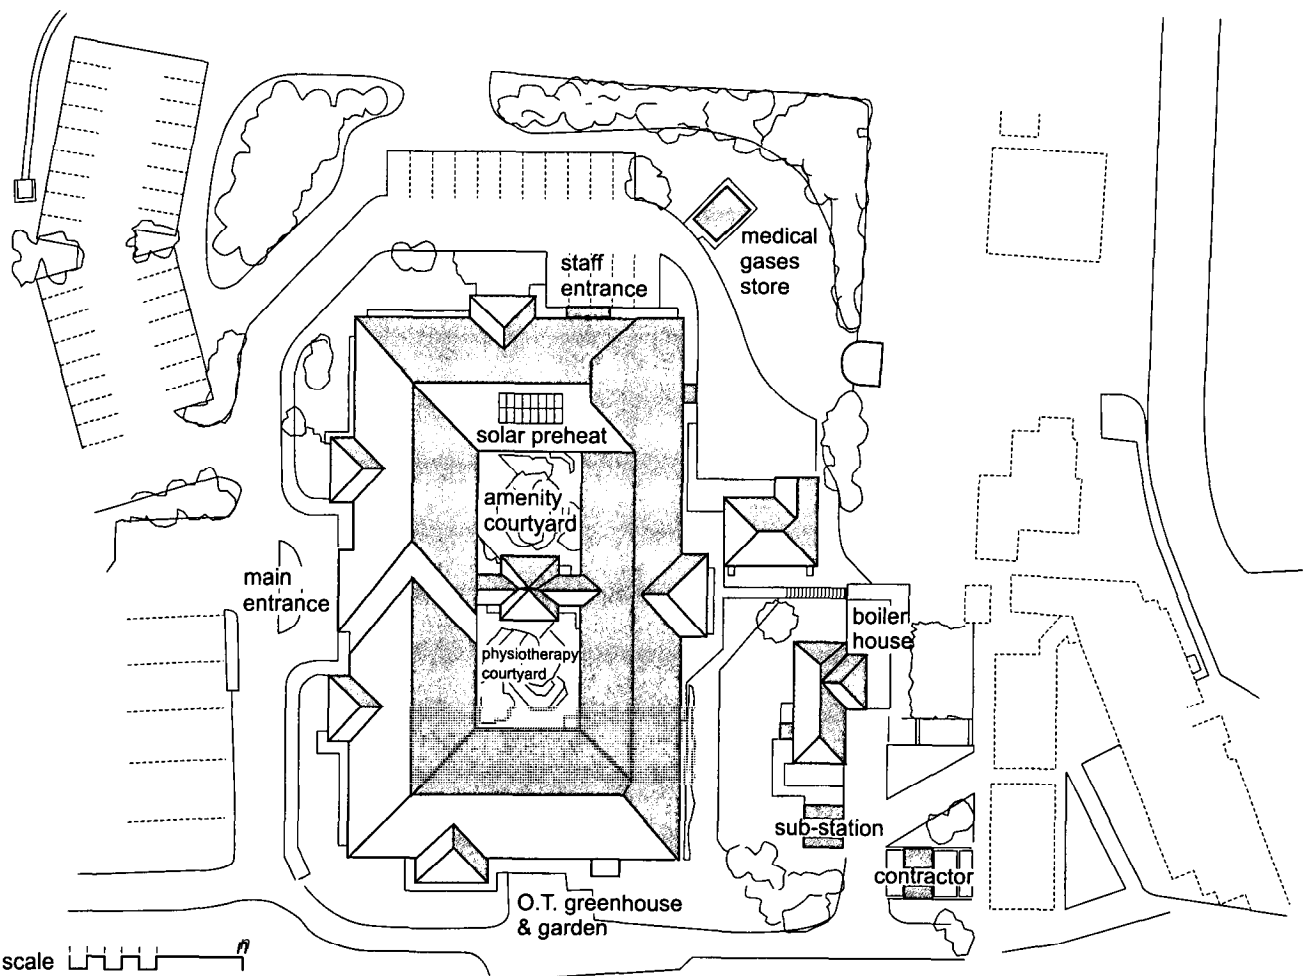 staff
entrance
medical
gases
store
solar preheat
amenity
courtyard
main
entrance
physiotherapy
courtyard
boiler
house
sub-station
contractor
O.T. greenhouse
& garden
scale